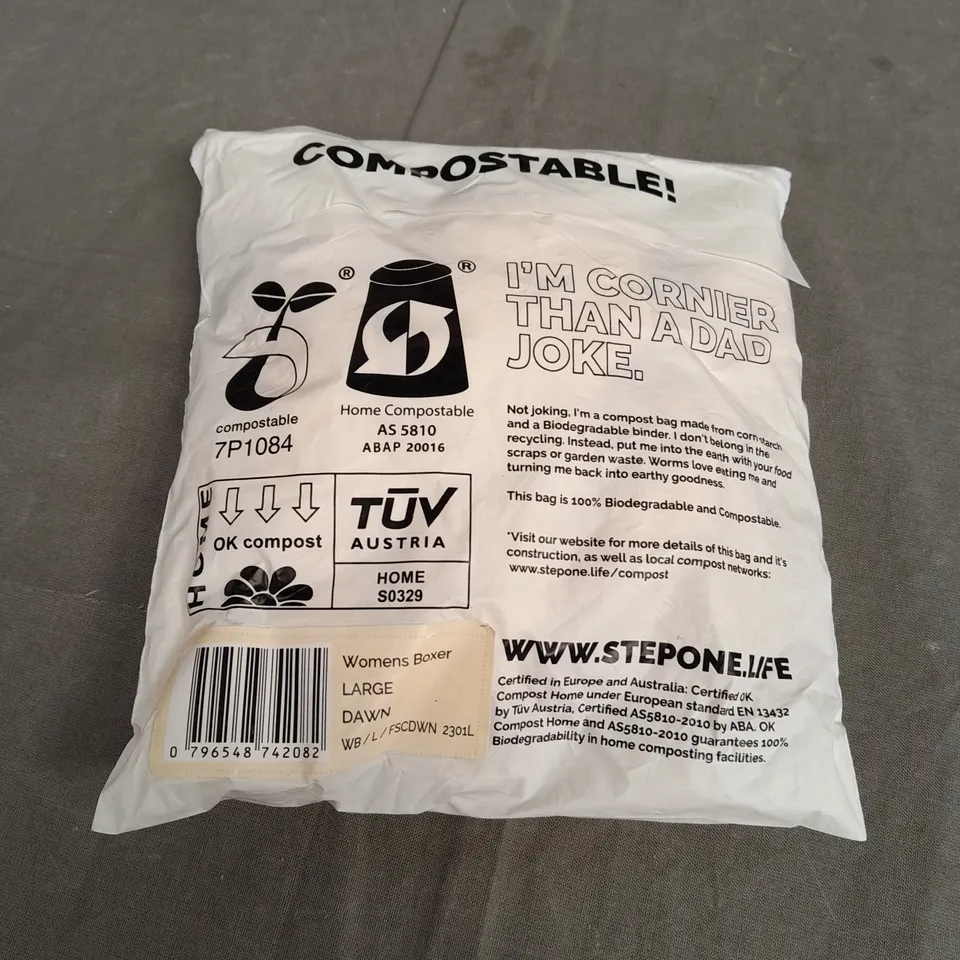 COMPOSTABLE!
®
®
compostable
7P1084
Home Compostable
AS 5810
ABAP 20016
I'M CORNIER
THAN A DAD
JOKE.
Not joking, I'm a compost bag made from corn starch
and a Biodegradable binder. I don't belong in the
recycling. Instead, put me into the earth with your food
scraps or garden waste. Worms love eating me and
turning me back into earthy goodness.
This bag is 100% Biodegradable and Compostable.
*Visit our website for more details of this bag and it's
construction, as well as local compost networks:
www.stepone.life/compost
HOME
OK compost
TÜV
AUSTRIA
HOME
S0329
WWW.STEPONE.LIFE
Certified in Europe and Australia: Certified OK
Compost Home under European standard EN 13432
by Tüv Austria, Certified AS5810-2010 by ABA. OK
Compost Home and AS5810-2010 guarantees 100%
Biodegradability in home composting facilities.
Womens Boxer
LARGE
DAWN
WB / L / FSCDWN 2301L
0 796548 742082